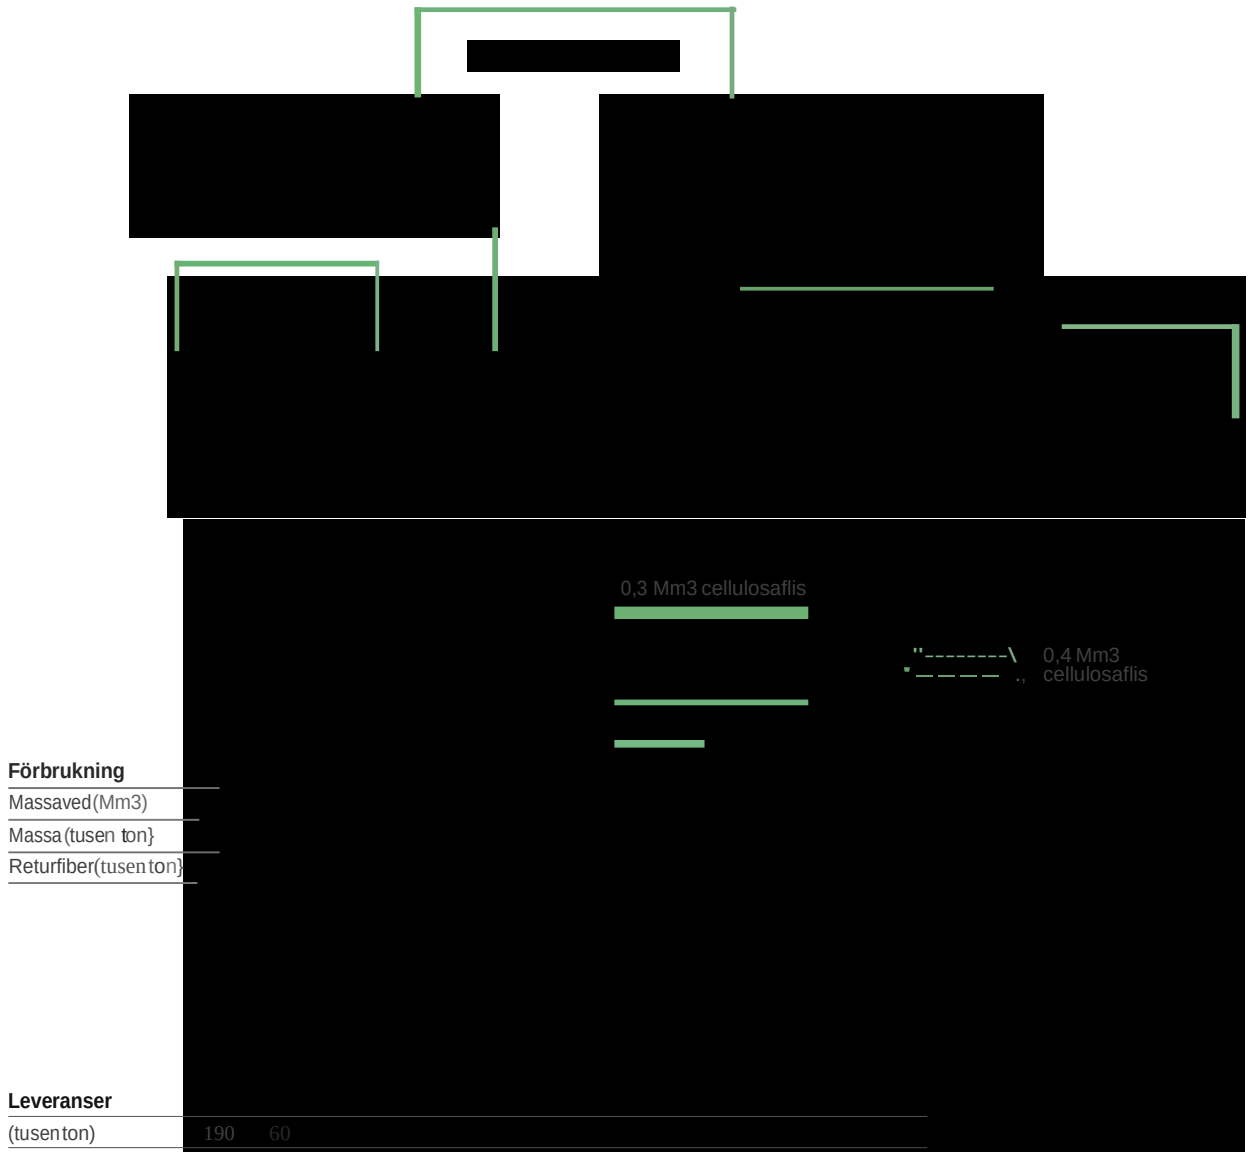 0,3 Mm3 cellulosaflis
0,4 Mm3
cellulosaflis
Förbrukning
Massaved (Mm3)
Massa (tusen ton}
Returfiber (tusen ton}
Leveranser
(tusen ton) 190 60